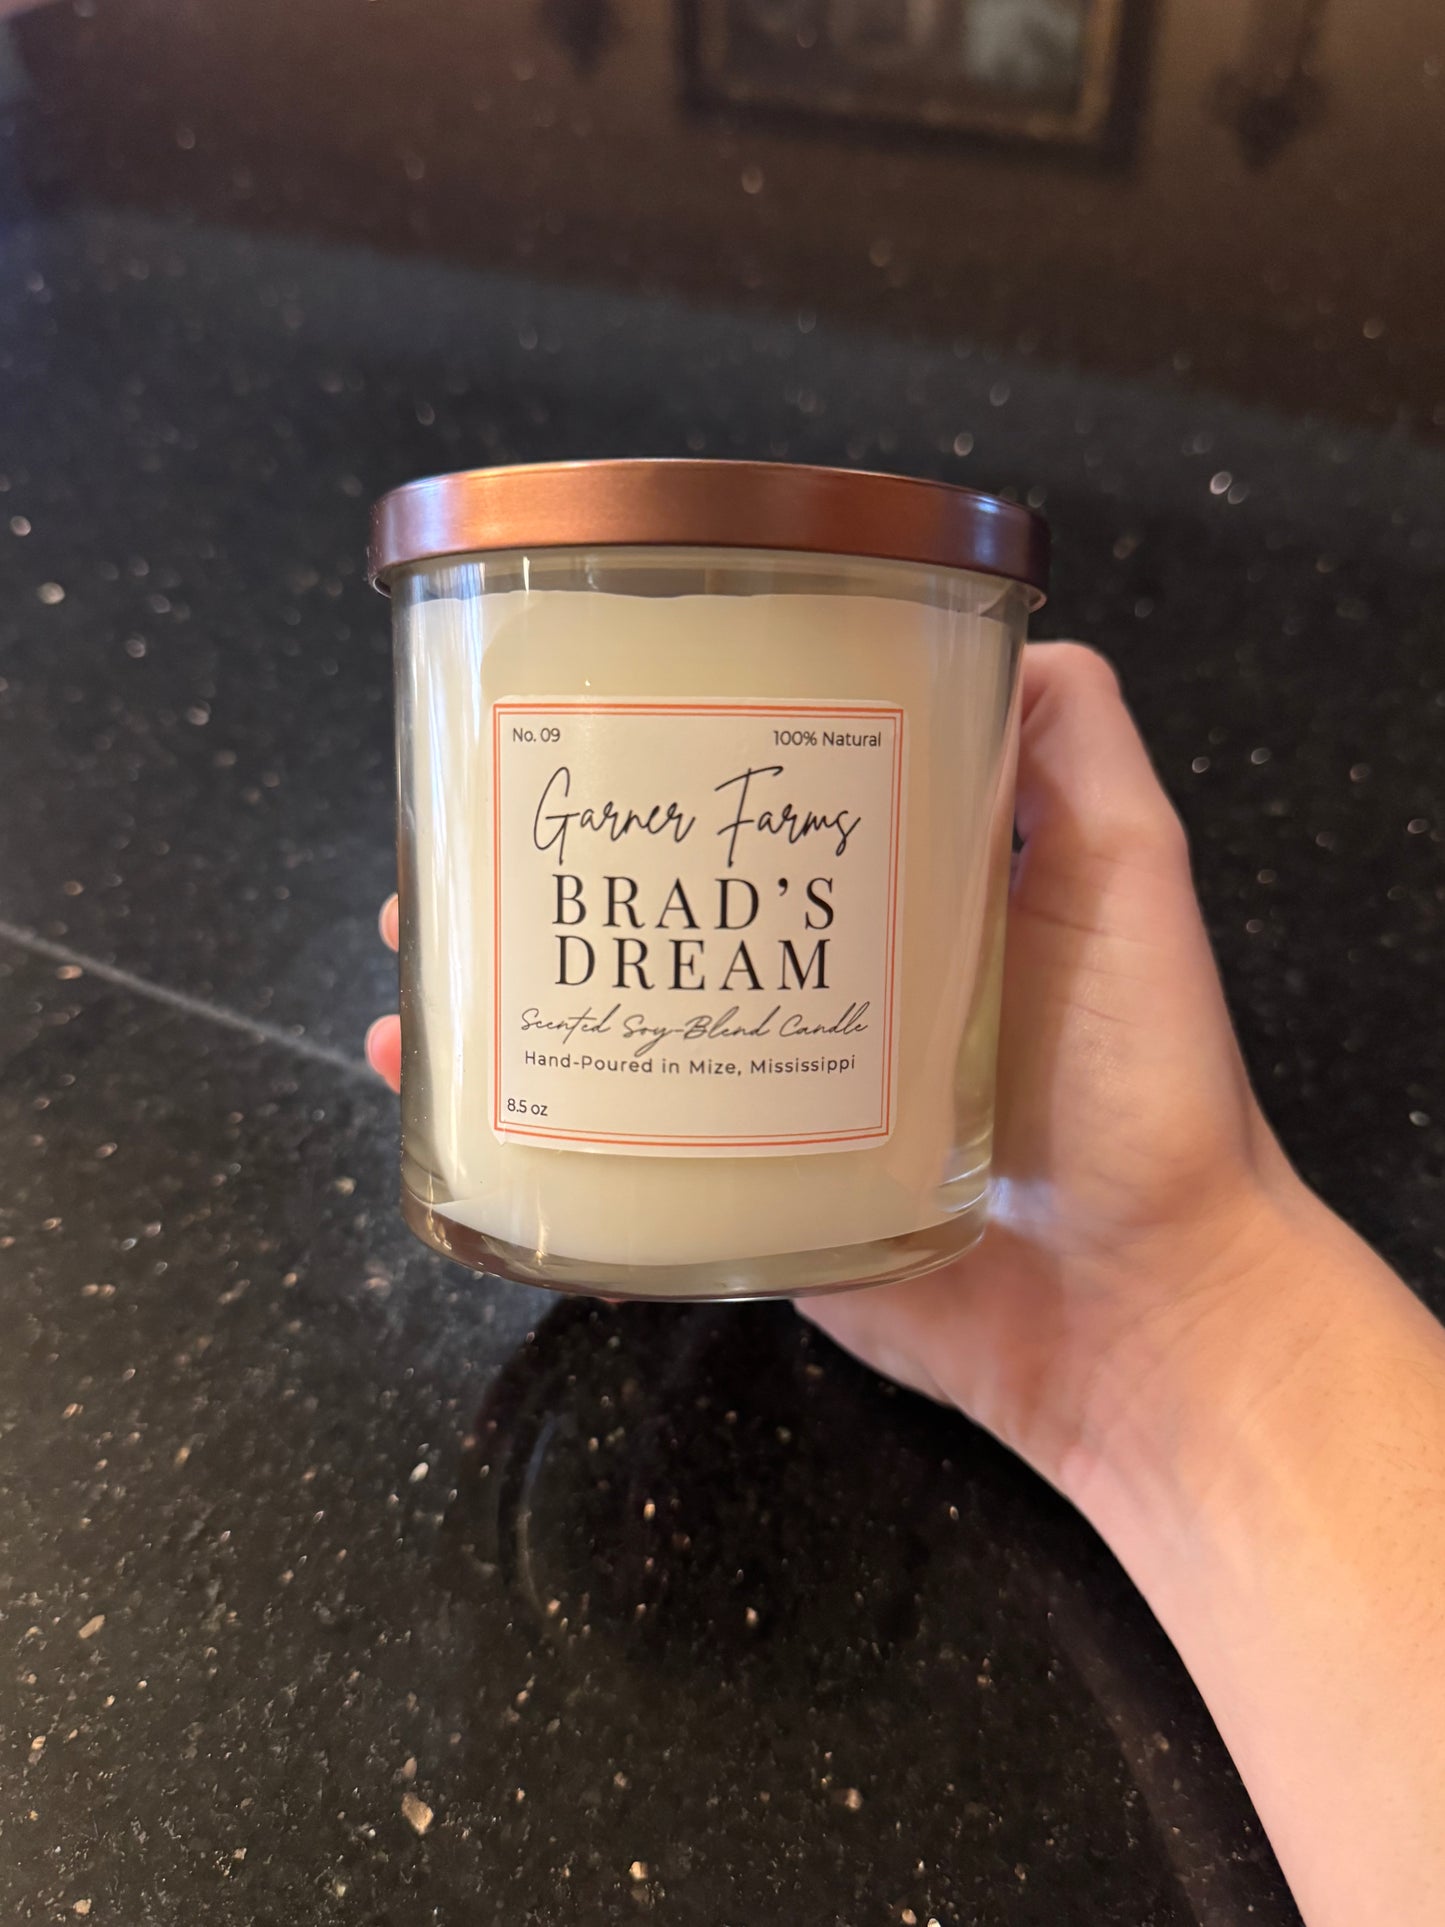 No. 09 100% Natural
Garner Farms
BRAD'S
DREAM
Scented Soy-Blend Candle
Hand-Poured in Mize, Mississippi
8.5 oz